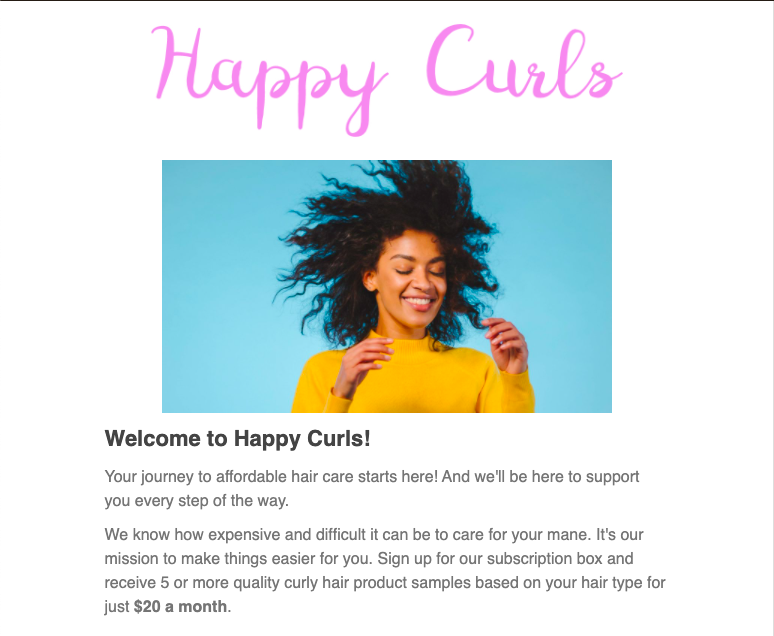 Happy Curls
Welcome to Happy Curls!
Your journey to affordable hair care starts here! And we'll be here to support
you every step of the way.
We know how expensive and difficult it can be to care for your mane. It's our
mission to make things easier for you. Sign up for our subscription box and
receive 5 or more quality curly hair product samples based on your hair type for
just $20 a month.